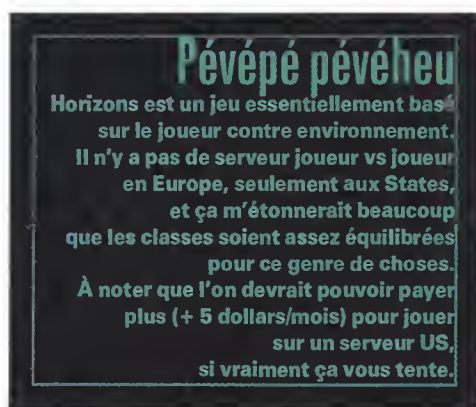 Pévépé pévéheu
Horizons est un jeu essentiellement basé
sur le joueur contre environnement.
Il n'y a pas de serveur joueur vs joueur
en Europe, seulement aux States,
et ça m'étonnerait beaucoup
que les classes soient assez équilibrées
pour ce genre de choses.
À noter que l'on devrait pouvoir payer
plus (+ 5 dollars/mois) pour jouer
sur un serveur US,
si vraiment ça vous tente.